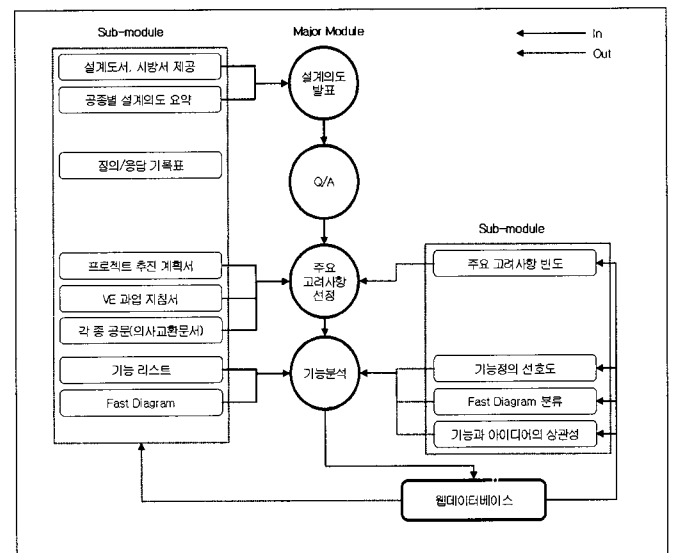 Sub-module
Major Module
In
Out
설계도서, 시방서 제공
공종별 설계의도 요약
질의/응답 기록표
프로젝트 추진 계획서
VE 과업 지침서
각 종 공문(의사교환문서)
기능 리스트
Fast Diagram
설계의도
발표
Q/A
주요
고려사항
선정
기능분석
Sub-module
주요 고려사항 빈도
기능정의 선호도
Fast Diagram 분류
기능과 아이디어의 상관성
웹데이터베이스